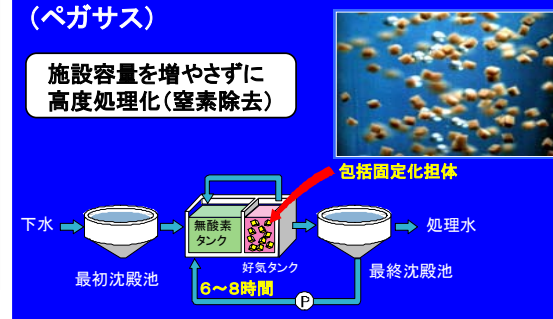 (ペガサス)
施設容量を増やさずに
高度処理化(窒素除去)
包括固定化担体
下水
無酸素
タンク
処理水
最初沈殿池
好気タンク
最終沈殿池
6~8時間
P